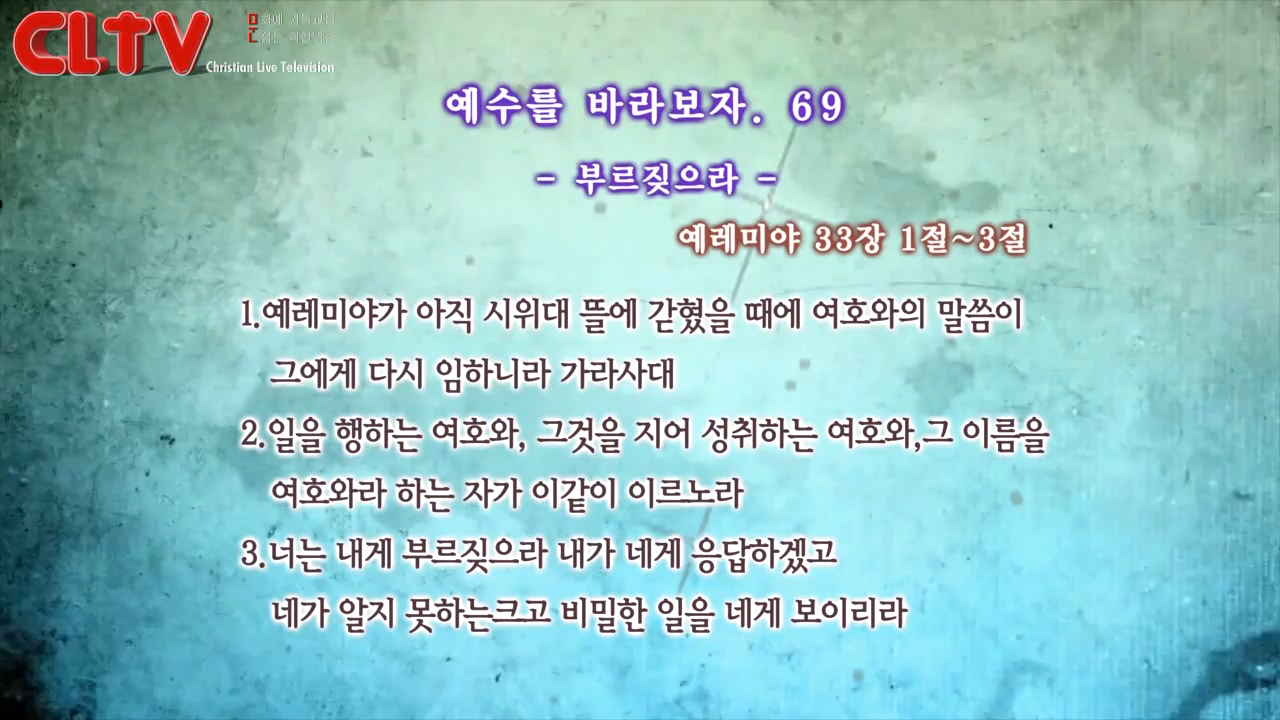 CLTV
Christian Live Television
예수를 바라보자. 69
- 부르짖으라 -
예레미야 33장 1절~3절
1.예레미야가 아직 시위대 뜰에 갇혔을 때에 여호와의 말씀이
그에게 다시 임하니라 가라사대
2.일을 행하는 여호와, 그것을 지어 성취하는 여호와,그 이름을
여호와라 하는 자가 이같이 이르노라
3.너는 내게 부르짖으라 내가 네게 응답하겠고
네가 알지 못하는크고 비밀한 일을 네게 보이리라